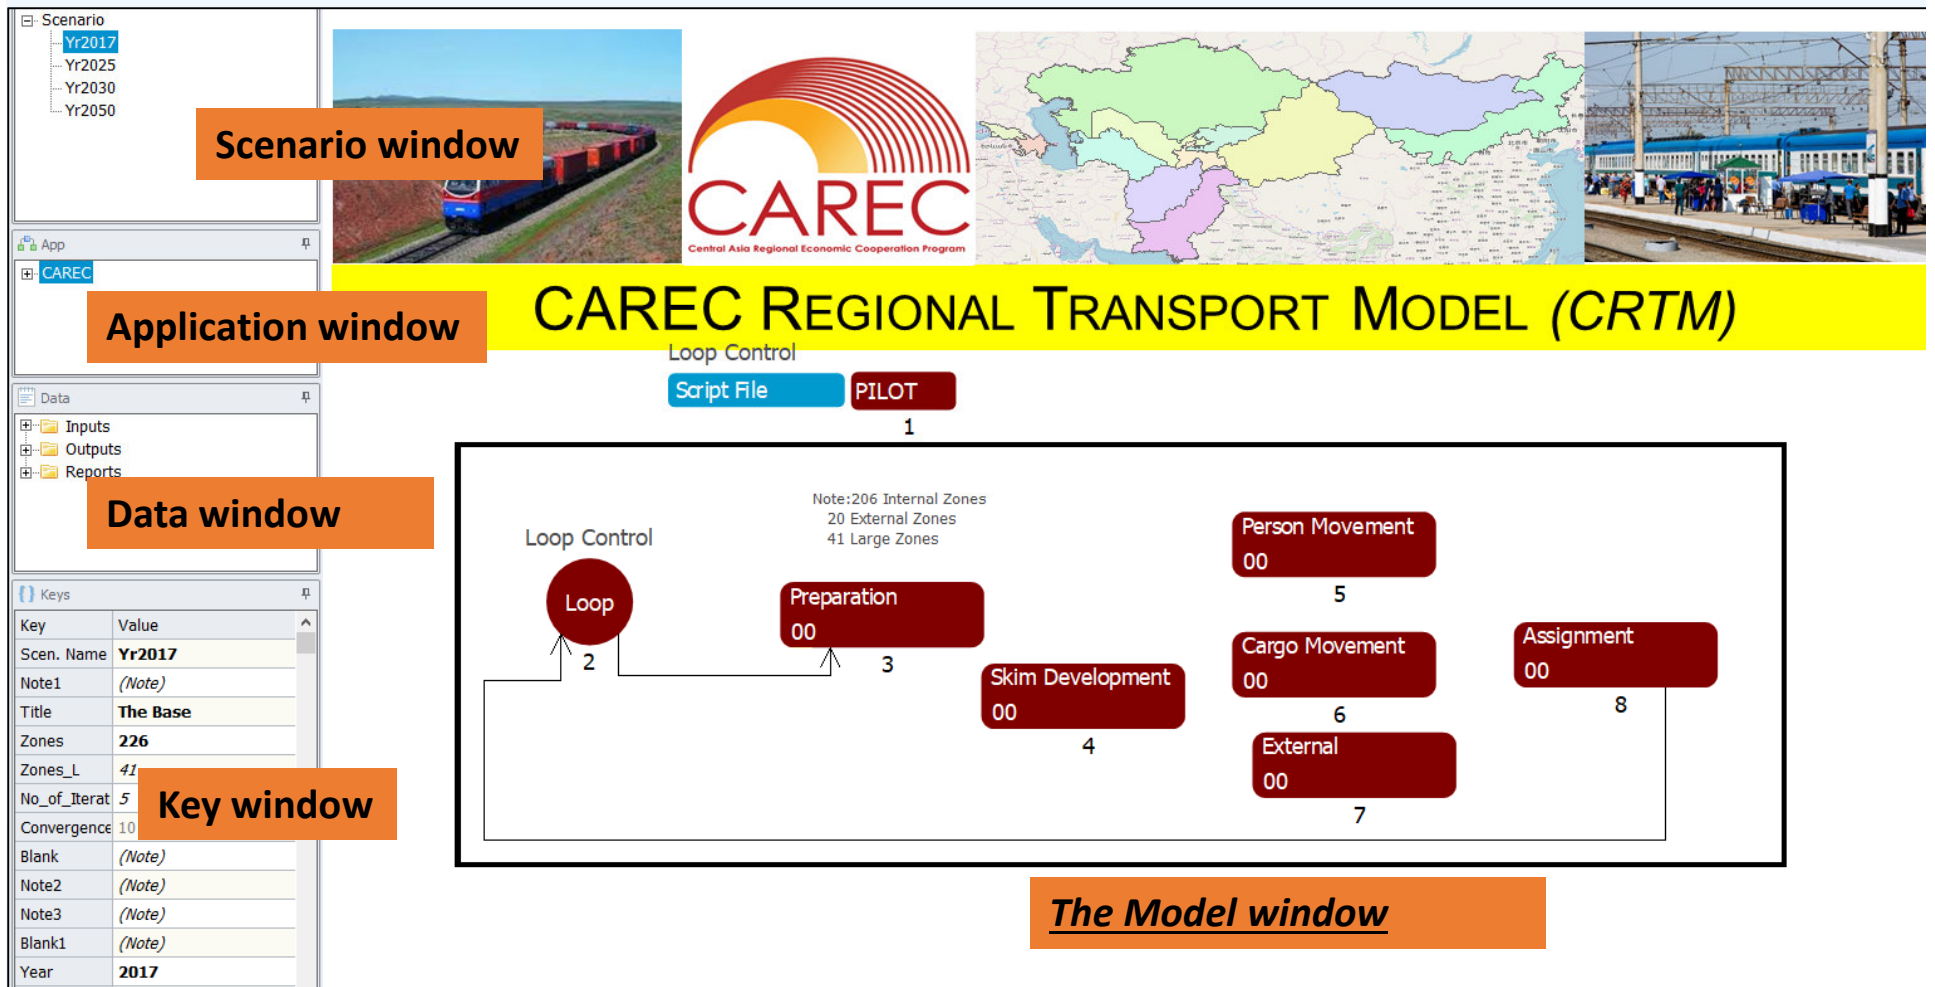 Scenario
Yr2017
Yr2025
Yr2030
Yr2050
Scenario window
App
CAREC
Application window
Data
Inputs
Outputs
Reports
Data window
Keys
Key Value
Scen. Name Yr2017
Note1 (Note)
Title The Base
Zones 226
Zones_L 41
No_of_Iterat 5
Convergence 10
Key window
Blank (Note)
Note2 (Note)
Note3 (Note)
Blank1 (Note)
Year 2017
CAREC
Central Asia Regional Economic Cooperation Program
CAREC REGIONAL TRANSPORT MODEL (CRTM)
Loop Control
Script File PILOT
1
Note:206 Internal Zones
20 External Zones
41 Large Zones
Loop Control
Loop
2
Preparation
00
3
Skim Development
00
4
Person Movement
00
5
Cargo Movement
00
6
External
00
7
Assignment
00
8
The Model window